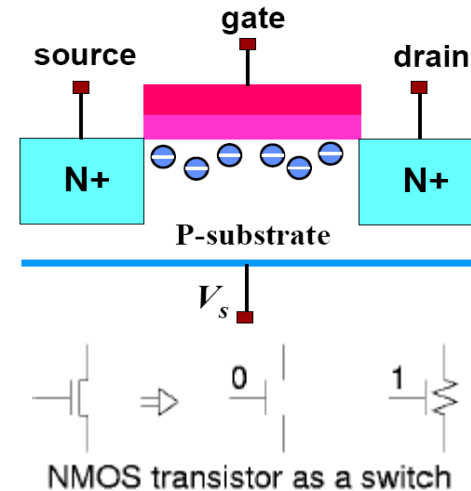 gate
source
drain
N+
N+
P-substrate
Vs
0
1
NMOS transistor as a switch